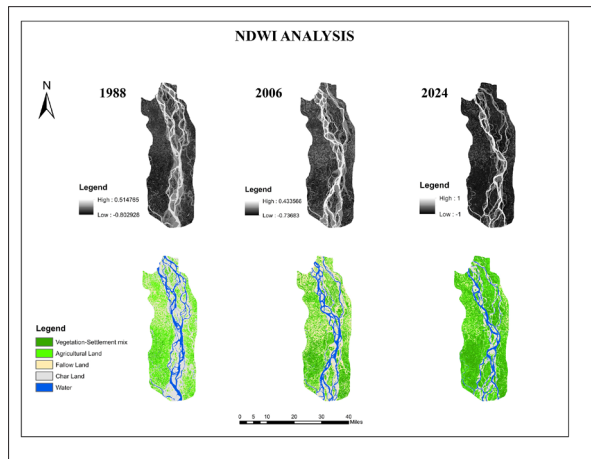 NDWI ANALYSIS
N
1988
2006
2024
Legend
High : 0.514765
Low : -0.802928
Legend
High : 0.433566
Low : -0.73683
Legend
High : 1
Low : -1
Legend
Vegetation-Settlement mix
Agricultural Land
Fallow Land
Char Land
Water
0 5 10 20 30 40
Miles